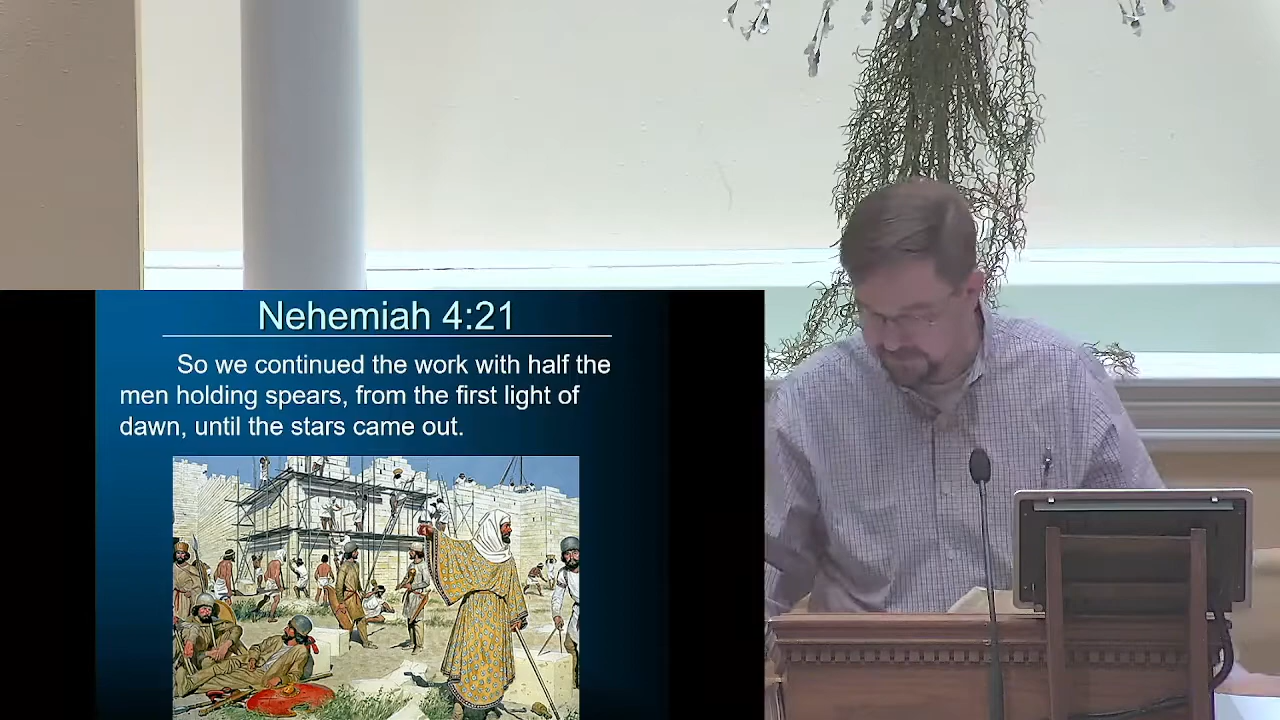 Nehemiah 4:21
So we continued the work with half the
men holding spears, from the first light of
dawn, until the stars came out.